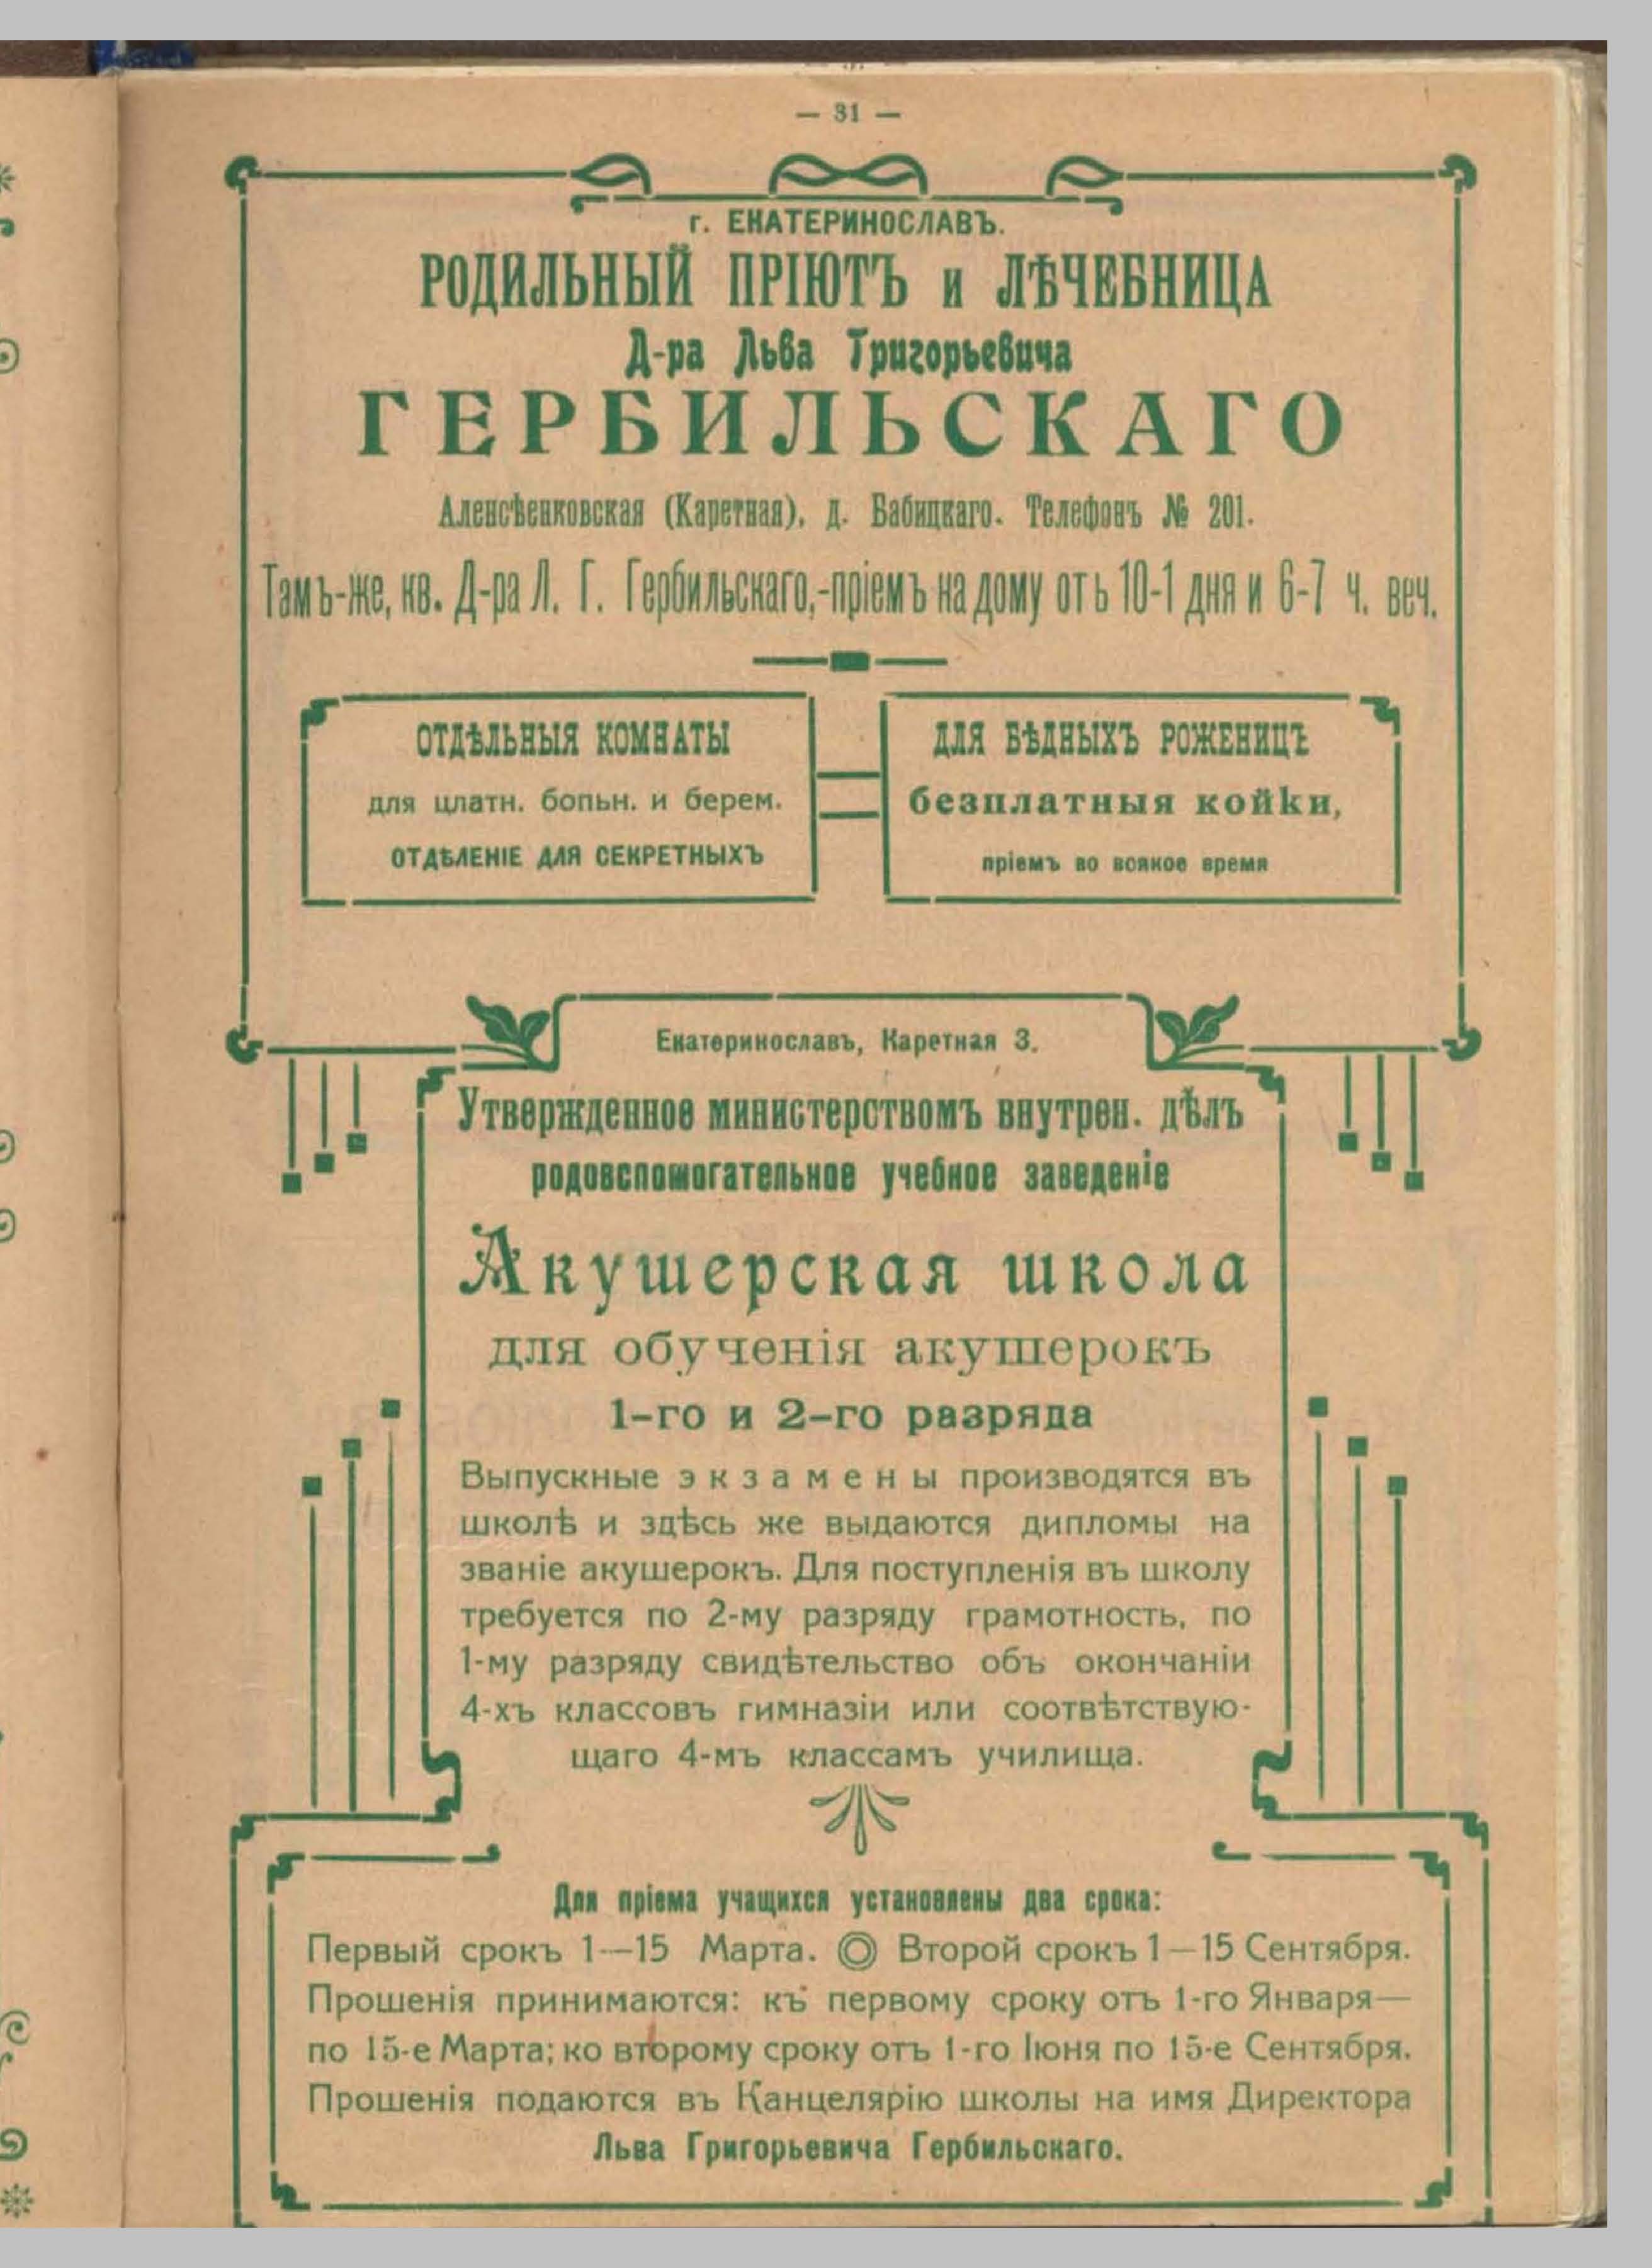 — 31 —
г. ЕКАТЕРИНОСЛАВЪ.
РОДИЛЬНЫЙ ПРІЮТЪ и ЛѢЧЕБНИЦА
Д-ра Льва Григорьевича
ГЕРБИЛЬСКАГО
Алексѣенковская (Каретная), д. Бабицкаго. Телефонъ № 201.
Тамъ-же, кв. Д-ра Л. Г. Гербильскаго,-пріемъ на дому отъ 10-1 дня и 6-7 ч. веч.
ОТДѢЛЬНЫЯ КОМНАТЫ
для платн. больн. и берем.
ОТДѢЛЕНІЕ ДЛЯ СЕКРЕТНЫХЪ
ДЛЯ БѢДНЫХЪ РОЖЕНИЦЪ
безплатныя койки,
пріемъ во всякое время
Екатеринославъ, Каретная 3.
Утвержденное министерствомъ внутрен. дѣлъ
родовспомогательное учебное заведеніе
Акушерская школа
для обученія акушерокъ
1-го и 2-го разряда
Выпускные экзамены производятся въ
школѣ и здѣсь же выдаются дипломы на
званіе акушерокъ. Для поступленія въ школу
требуется по 2-му разряду грамотность, по
1-му разряду свидѣтельство объ окончаніи
4-хъ классовъ гимназіи или соотвѣтствую-
щаго 4-мъ классамъ училища.
Для пріема учащихся установлены два срока:
Первый срокъ 1—15 Марта. ◎ Второй срокъ 1—15 Сентября.
Прошенія принимаются: къ первому сроку отъ 1-го Января—
по 15-е Марта; ко второму сроку отъ 1-го Іюня по 15-е Сентября.
Прошенія подаются въ Канцелярію школы на имя Директора
Льва Григорьевича Гербильскаго.